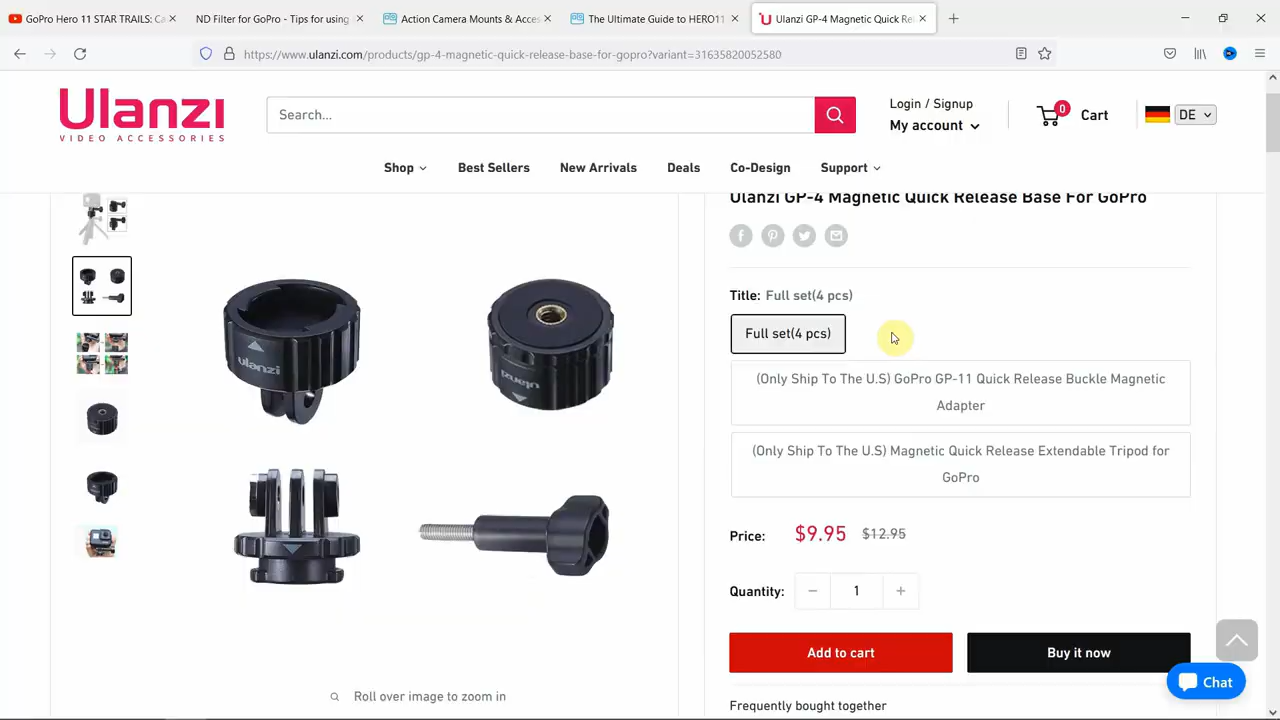 GoPro Hero 11 STAR TRAILS: Ca
ND Filter for GoPro - Tips for using
Action Camera Mounts & Acces
The Ultimate Guide to HERO11
Ulanzi GP-4 Magnetic Quick Rel
https://www.ulanzi.com/products/gp-4-magnetic-quick-release-base-for-gopro?variant=31635820052580
Ulanzi
VIDEO ACCESSORIES
Search...
Login / Signup
My account
0
Cart
DE
Shop
Best Sellers
New Arrivals
Deals
Co-Design
Support
Ulanzi GP-4 Magnetic Quick Release Base For GoPro
Title: Full set(4 pcs)
Full set(4 pcs)
(Only Ship To The U.S) GoPro GP-11 Quick Release Buckle Magnetic
Adapter
(Only Ship To The U.S) Magnetic Quick Release Extendable Tripod for
GoPro
ulanzi
ulanzi
Price: $9.95 $12.95
Quantity: − 1 +
Add to cart
Buy it now
Roll over image to zoom in
Chat
Frequently bought together